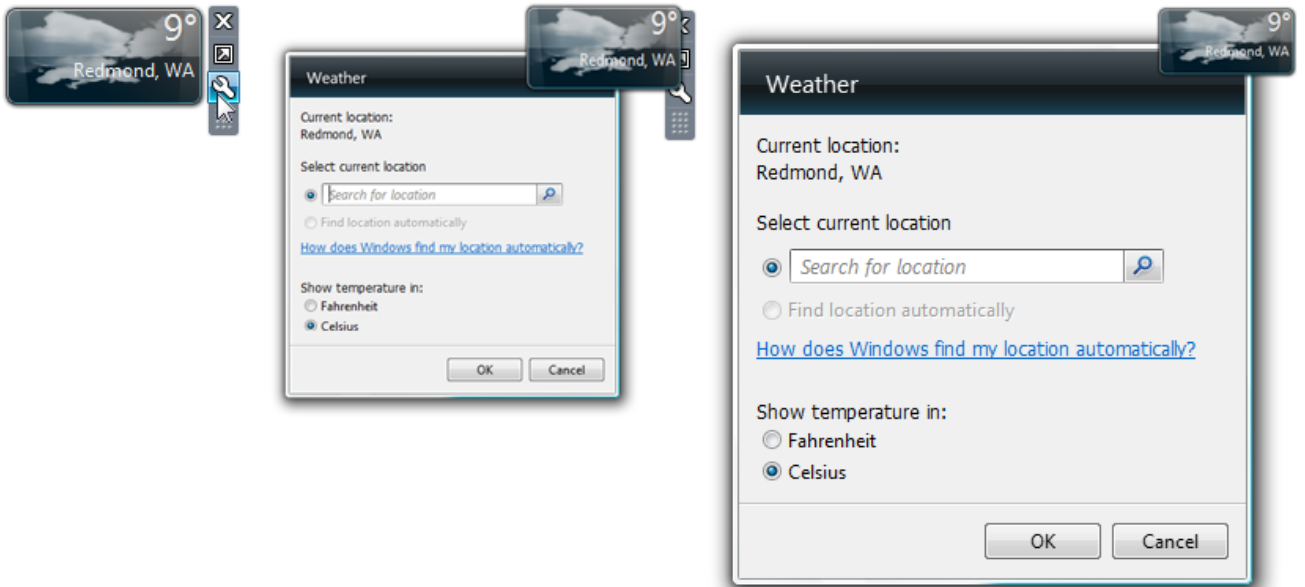 9°
Redmond, WA
9°
Redmond, WA
Weather
Current location:
Redmond, WA
Select current location
Search for location
Find location automatically
How does Windows find my location automatically?
Show temperature in:
Fahrenheit
Celsius
OK Cancel
9°
Redmond, WA
Weather
Current location:
Redmond, WA
Select current location
Search for location
Find location automatically
How does Windows find my location automatically?
Show temperature in:
Fahrenheit
Celsius
OK Cancel